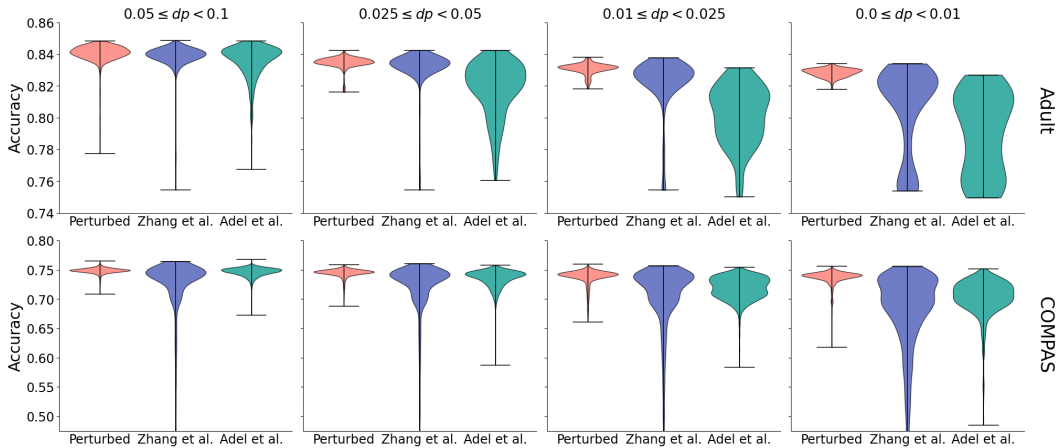 0.05 ≤ dp < 0.1
0.025 ≤ dp < 0.05
0.01 ≤ dp < 0.025
0.0 ≤ dp < 0.01
0.86
0.84
0.82
0.80
0.78
0.76
0.74
Accuracy
Adult
Perturbed Zhang et al. Adel et al.
Perturbed Zhang et al. Adel et al.
Perturbed Zhang et al. Adel et al.
Perturbed Zhang et al. Adel et al.
0.80
0.75
0.70
0.65
0.60
0.55
0.50
Accuracy
COMPAS
Perturbed Zhang et al. Adel et al.
Perturbed Zhang et al. Adel et al.
Perturbed Zhang et al. Adel et al.
Perturbed Zhang et al. Adel et al.